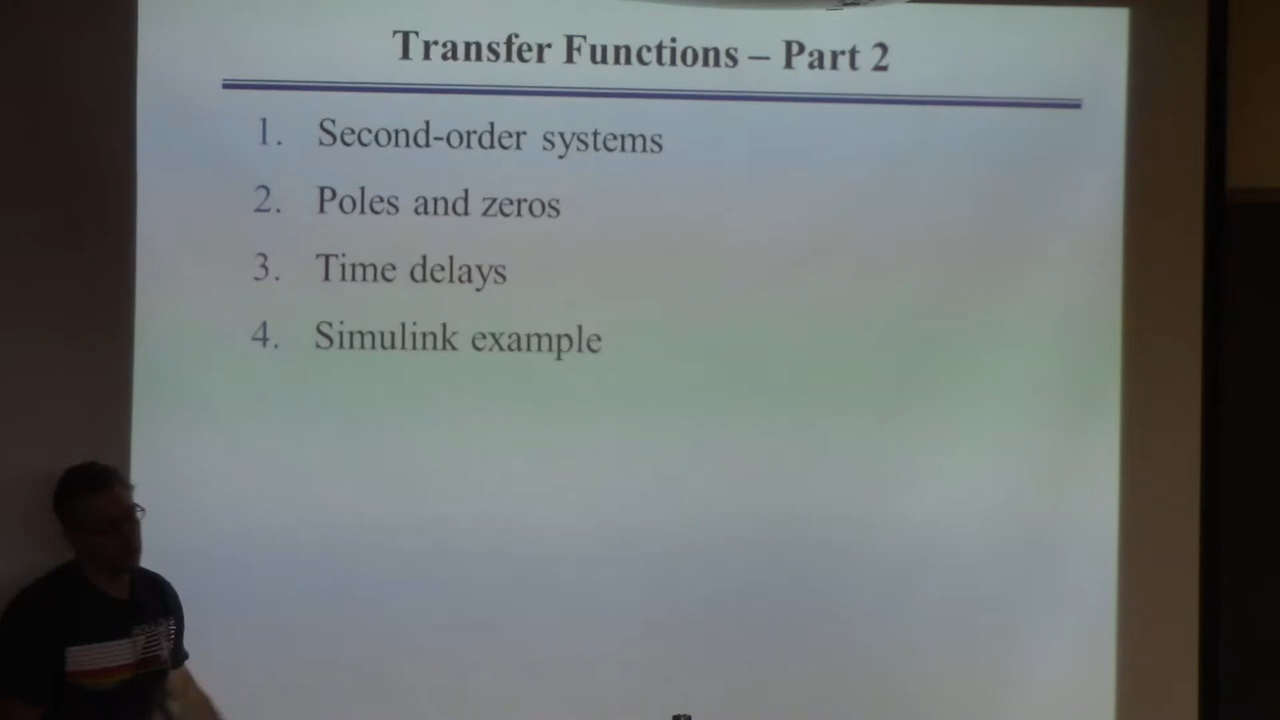 Transfer Functions – Part 2
1. Second-order systems
2. Poles and zeros
3. Time delays
4. Simulink example